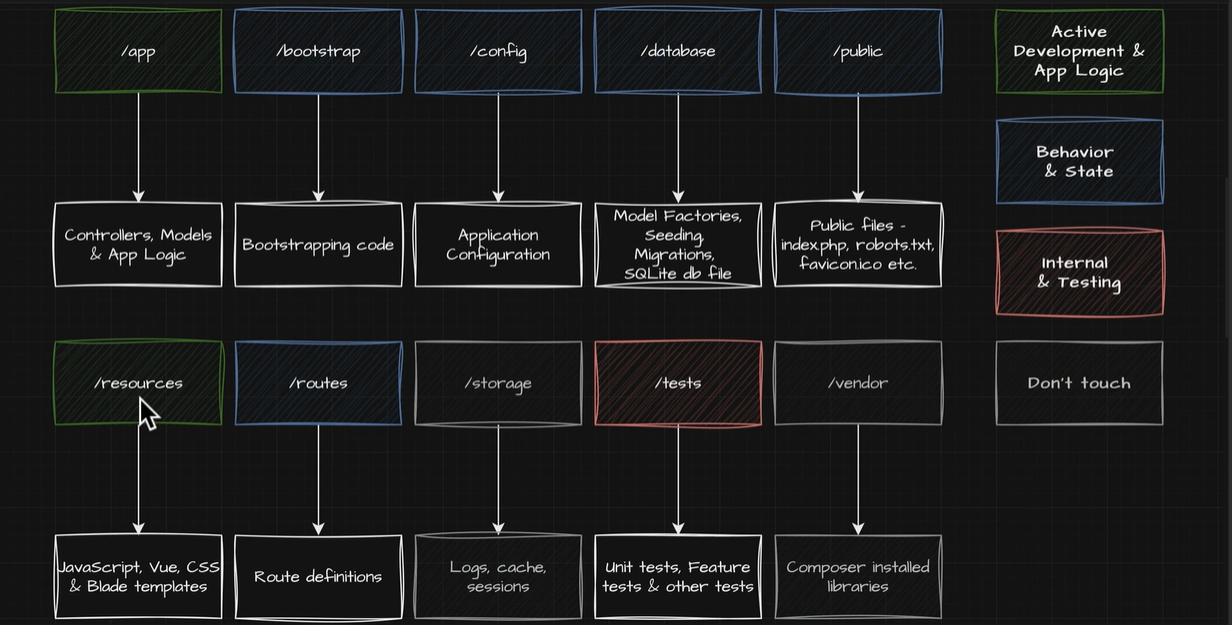 /app
/bootstrap
/config
/database
/public
Active
Development &
App Logic
Behavior
& State
Controllers, Models
& App Logic
Bootstrapping code
Application
Configuration
Model Factories,
Seeding,
Migrations,
SQLite db file
Public files -
index.php, robots.txt,
favicon.ico etc.
Internal
& Testing
/resources
/routes
/storage
/tests
/vendor
Don't touch
JavaScript, Vue, CSS
& Blade templates
Route definitions
Logs, cache,
sessions
Unit tests, Feature
tests & other tests
Composer installed
libraries